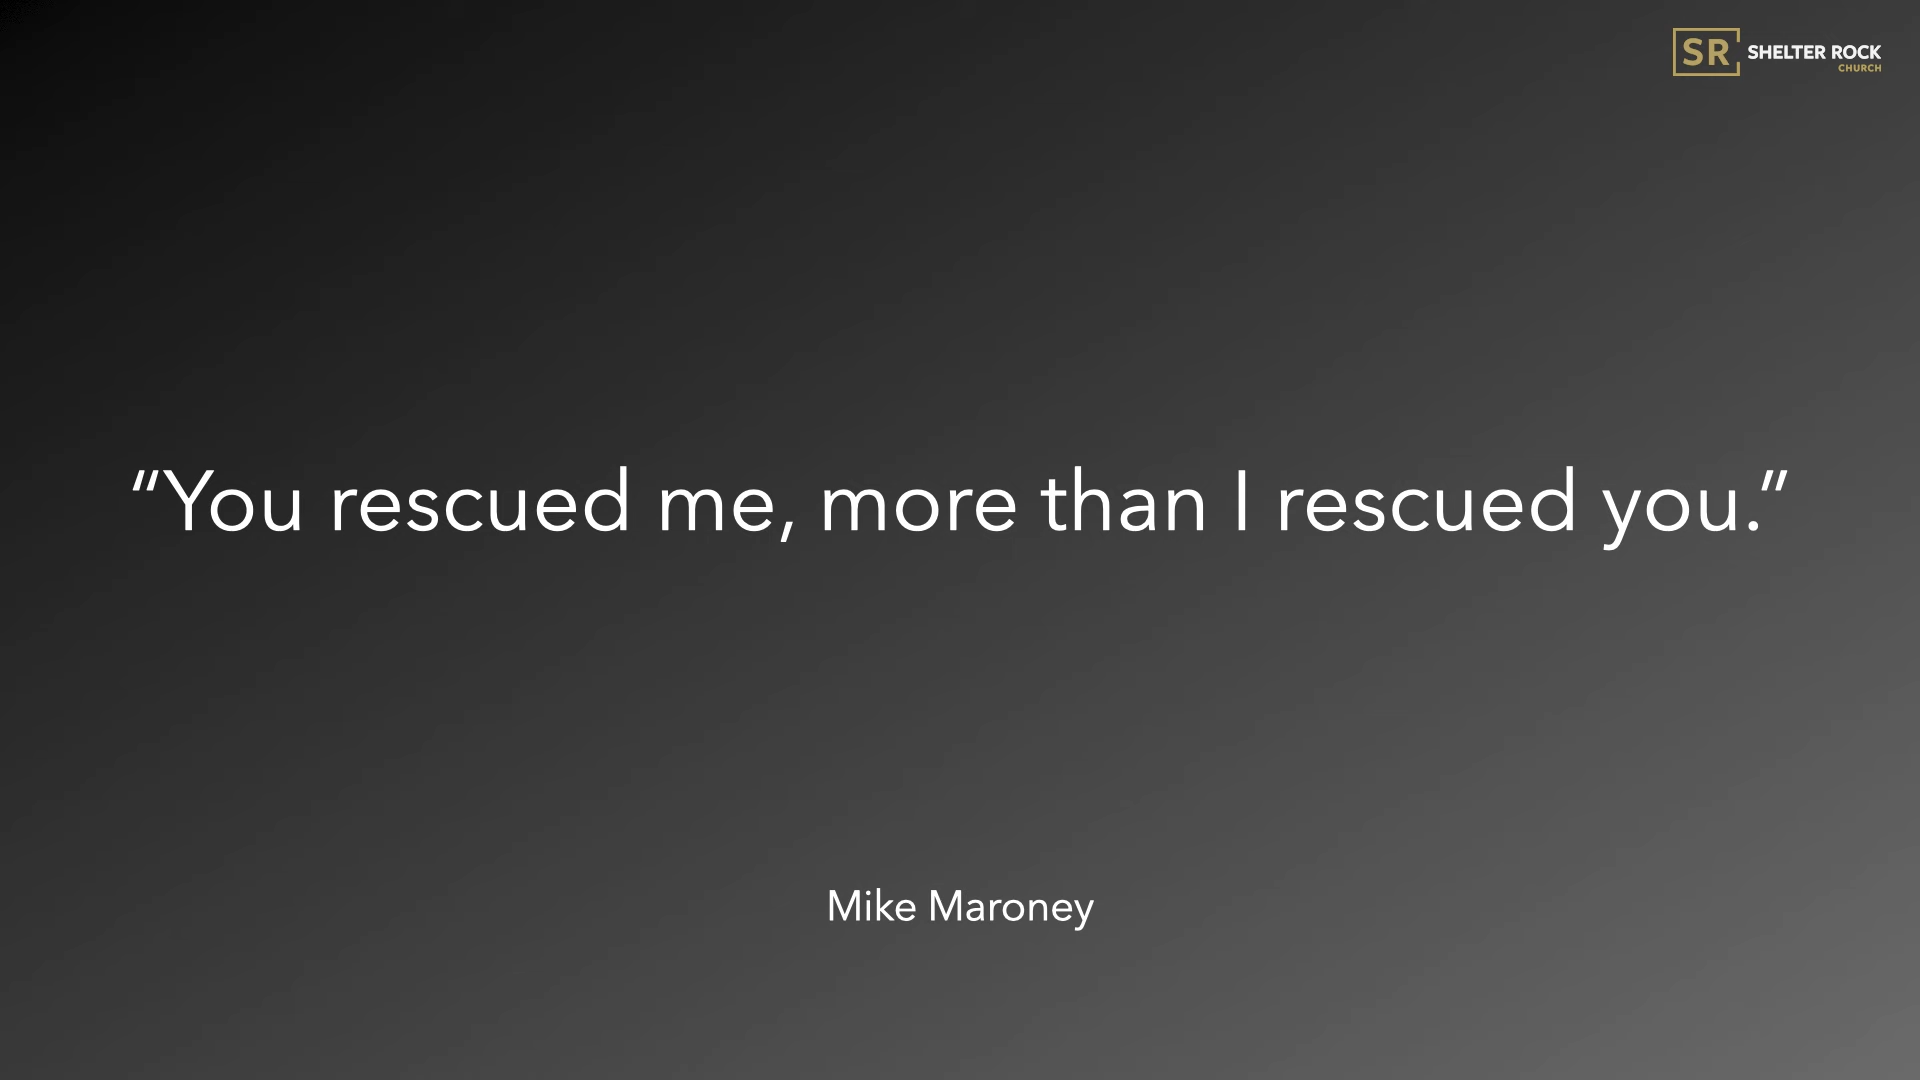 SR SHELTER ROCK
CHURCH
“You rescued me, more than I rescued you.”
Mike Maroney